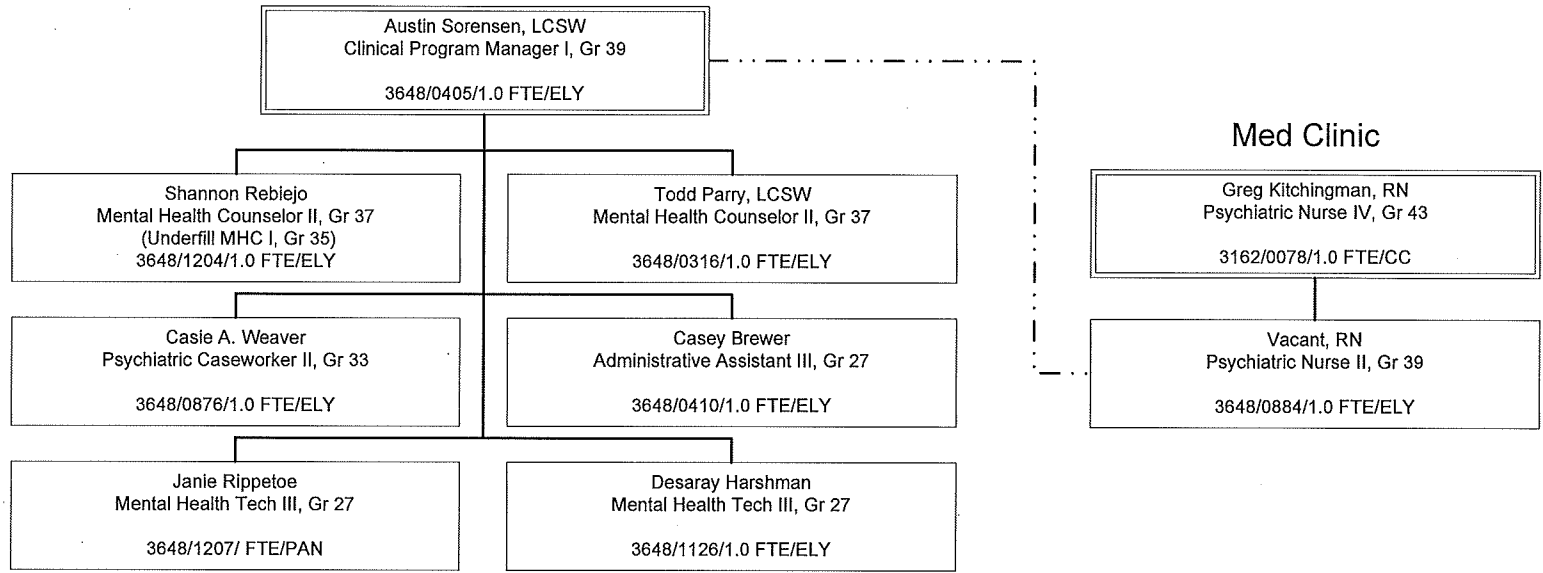 Austin Sorensen, LCSW
Clinical Program Manager I, Gr 39
3648/0405/1.0 FTE/ELY
Shannon Rebiejo
Mental Health Counselor II, Gr 37
(Underfill MHC I, Gr 35)
3648/1204/1.0 FTE/ELY
Todd Parry, LCSW
Mental Health Counselor II, Gr 37
3648/0316/1.0 FTE/ELY
Casie A. Weaver
Psychiatric Caseworker II, Gr 33
3648/0876/1.0 FTE/ELY
Casey Brewer
Administrative Assistant III, Gr 27
3648/0410/1.0 FTE/ELY
Janie Rippetoe
Mental Health Tech III, Gr 27
3648/1207/ FTE/PAN
Desaray Harshman
Mental Health Tech III, Gr 27
3648/1126/1.0 FTE/ELY
Med Clinic
Greg Kitchingman, RN
Psychiatric Nurse IV, Gr 43
3162/0078/1.0 FTE/CC
Vacant, RN
Psychiatric Nurse II, Gr 39
3648/0884/1.0 FTE/ELY